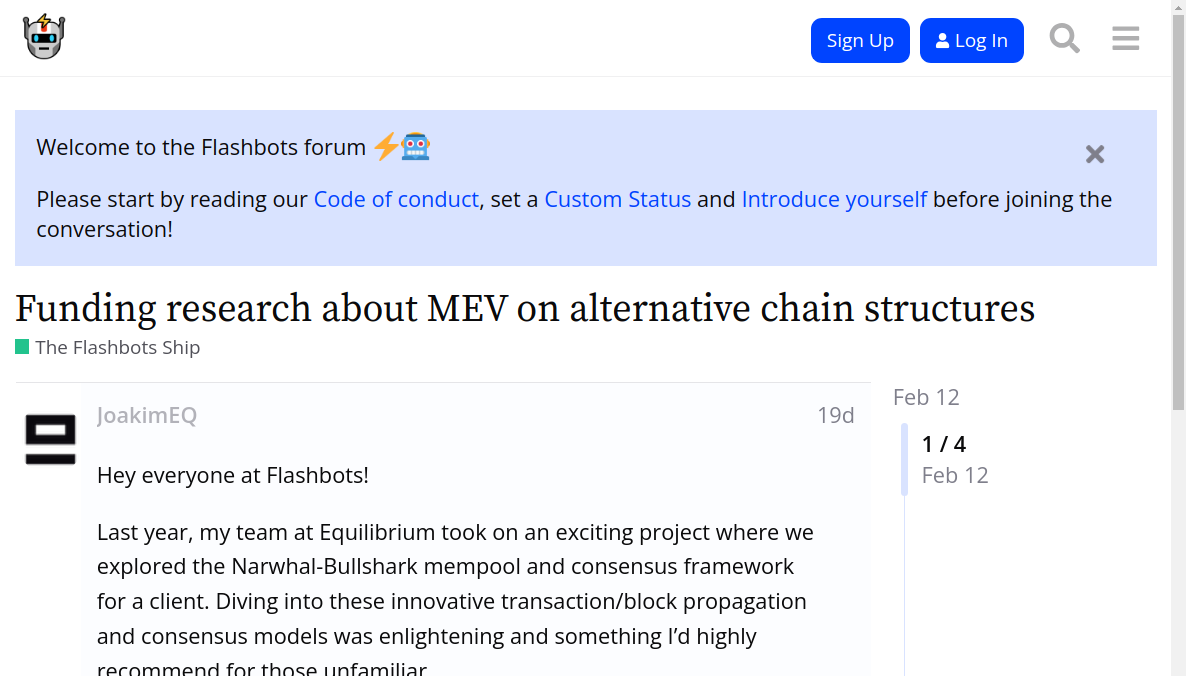 Sign Up
Log In
Welcome to the Flashbots forum
Please start by reading our Code of conduct, set a Custom Status and Introduce yourself before joining the
conversation!
Funding research about MEV on alternative chain structures
The Flashbots Ship
JoakimEQ
19d
Feb 12
1 / 4
Feb 12
Hey everyone at Flashbots!
Last year, my team at Equilibrium took on an exciting project where we
explored the Narwhal-Bullshark mempool and consensus framework
for a client. Diving into these innovative transaction/block propagation
and consensus models was enlightening and something I’d highly
recommend for those unfamiliar